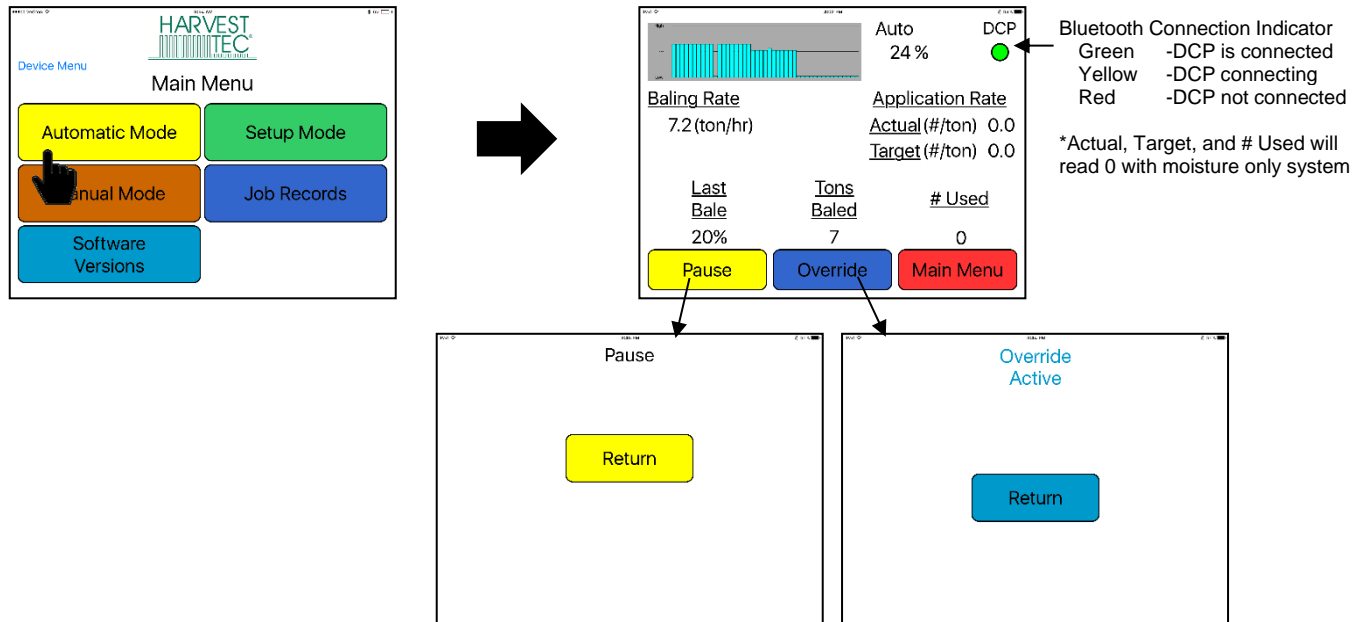 HARVEST
TEC
Device Menu
Main Menu
Automatic Mode
Setup Mode
anual Mode
Job Records
Software
Versions
High
Low
Auto
24 %
DCP
Baling Rate
7.2 (ton/hr)
Application Rate
Actual (#/ton) 0.0
Target (#/ton) 0.0
Last
Bale
20%
Tons
Baled
7
# Used
0
Pause
Override
Main Menu
Bluetooth Connection Indicator
Green -DCP is connected
Yellow -DCP connecting
Red -DCP not connected
*Actual, Target, and # Used will
read 0 with moisture only system
Pause
Return
Override
Active
Return